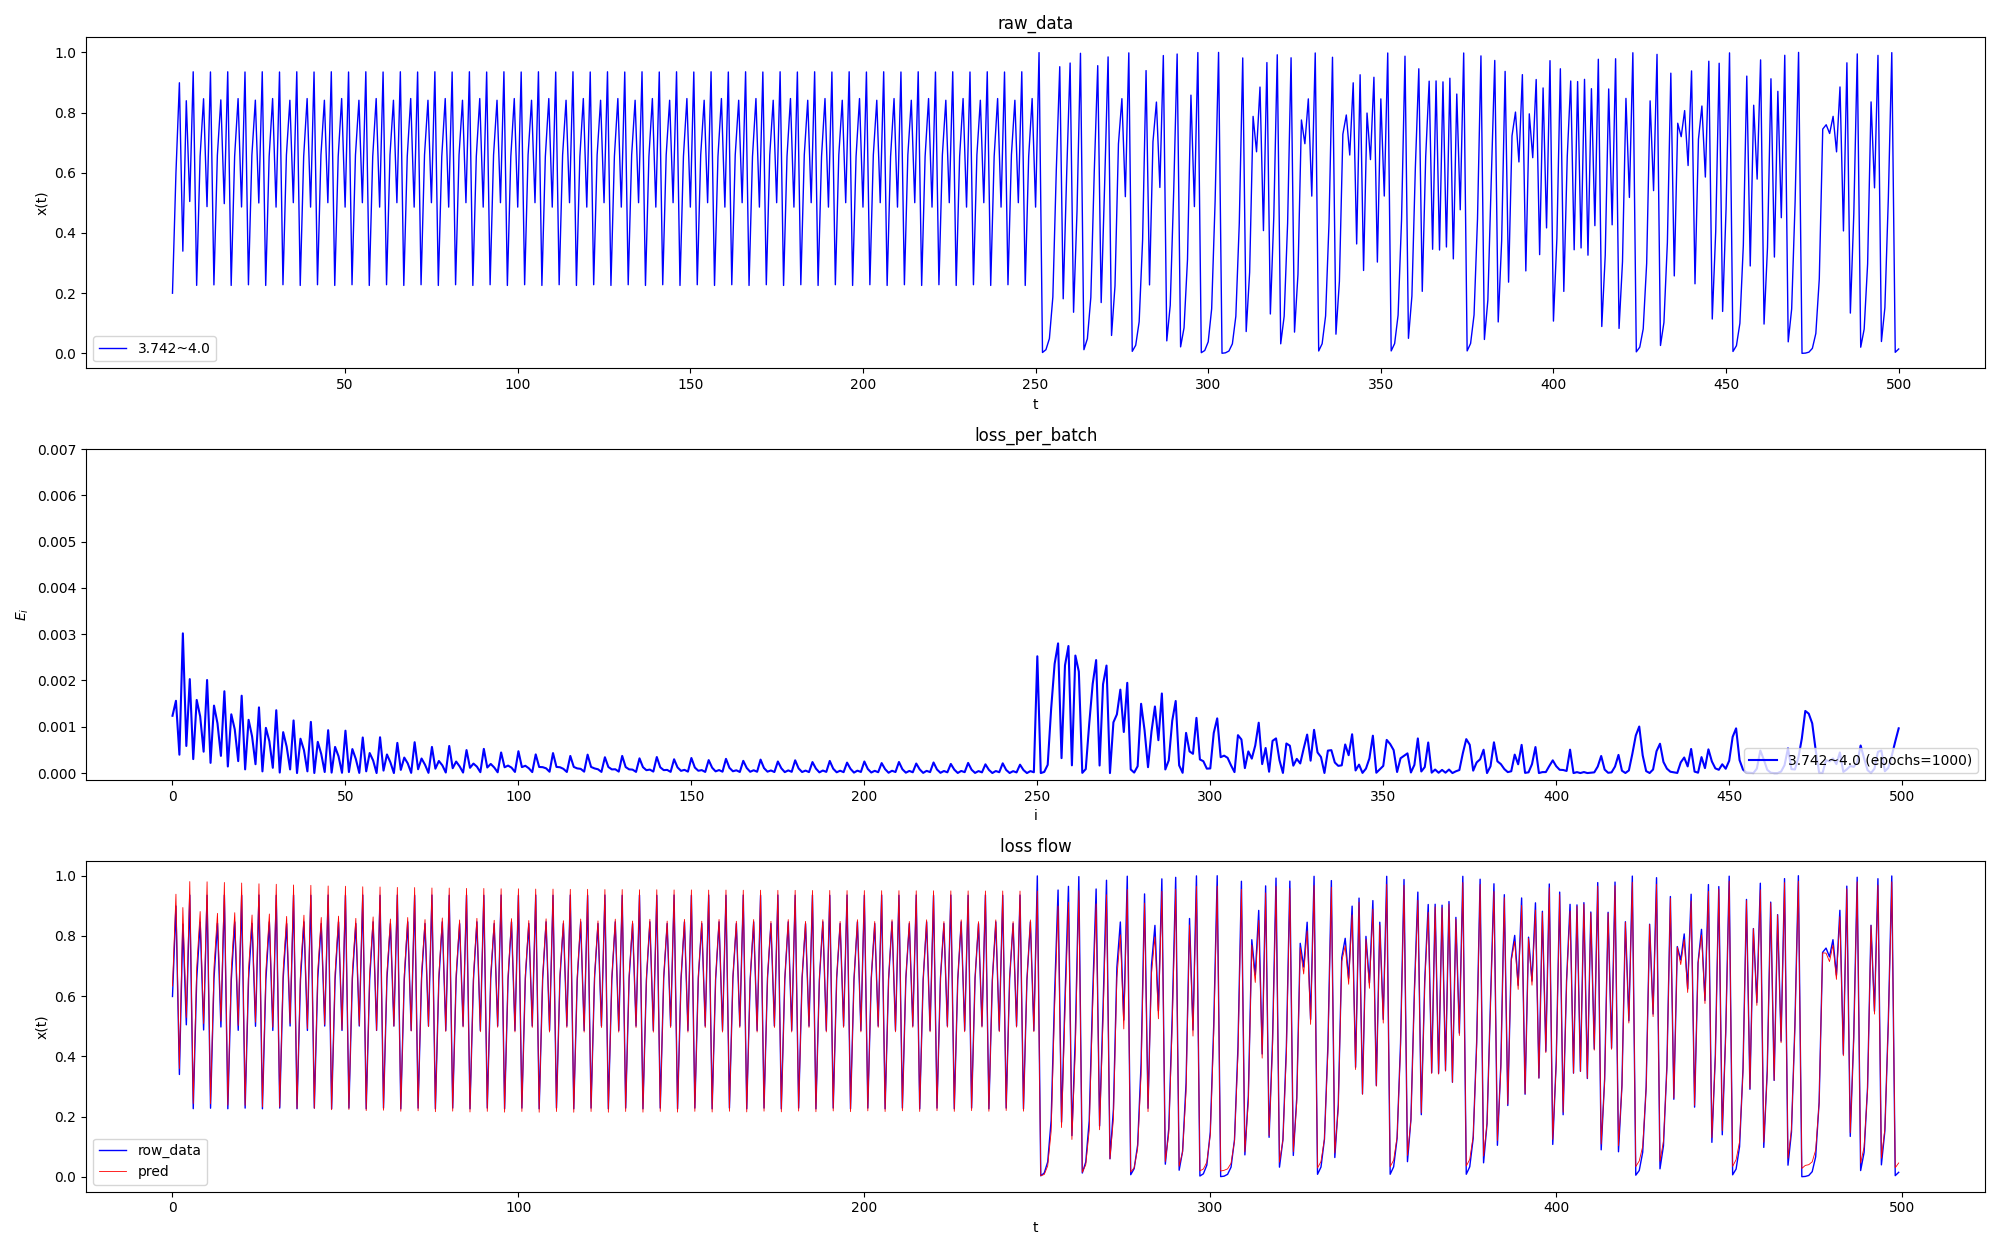 raw_data
1.0
0.8
0.6
0.4
0.2
0.0
x(t)
3.742~4.0
50 100 150 200 250 300 350 400 450 500
t
loss_per_batch
0.007
0.006
0.005
0.004
0.003
0.002
0.001
0.000
E_i
3.742~4.0 (epochs=1000)
0 50 100 150 200 250 300 350 400 450 500
i
loss flow
1.0
0.8
0.6
0.4
0.2
0.0
x(t)
row_data
pred
0 100 200 300 400 500
t